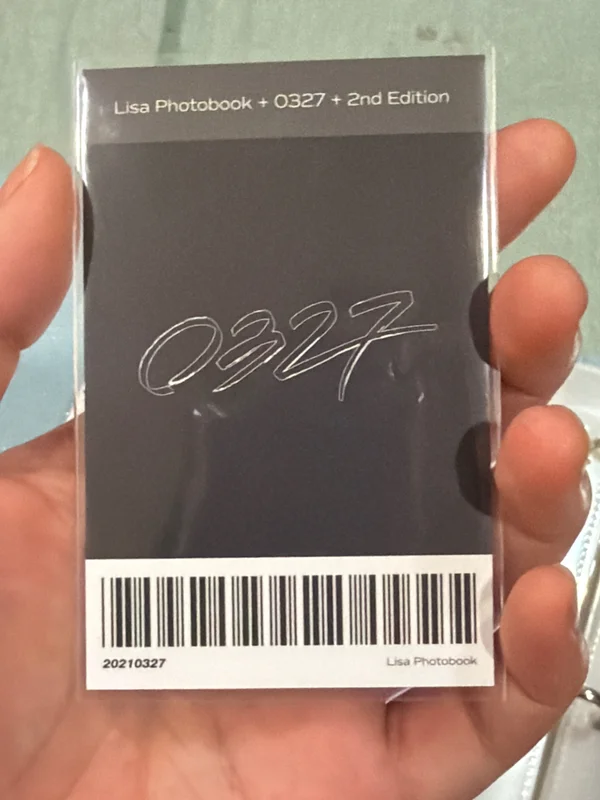 Lisa Photobook + 0327 + 2nd Edition
0327
20210327
Lisa Photobook